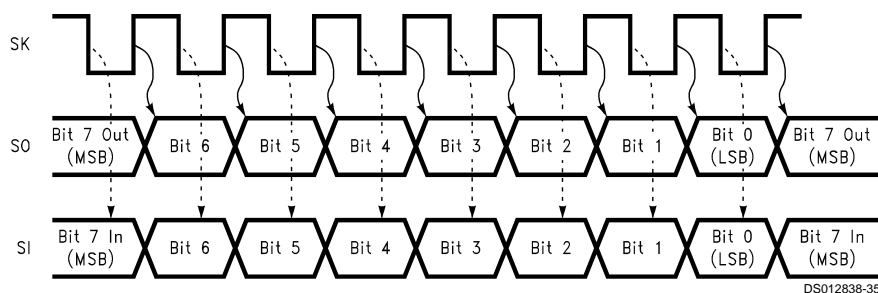 SK
SO Bit 7 Out (MSB) Bit 6 Bit 5 Bit 4 Bit 3 Bit 2 Bit 1 Bit 0 (LSB) Bit 7 Out (MSB)
SI Bit 7 In (MSB) Bit 6 Bit 5 Bit 4 Bit 3 Bit 2 Bit 1 Bit 0 (LSB) Bit 7 In (MSB)
DS012838-35